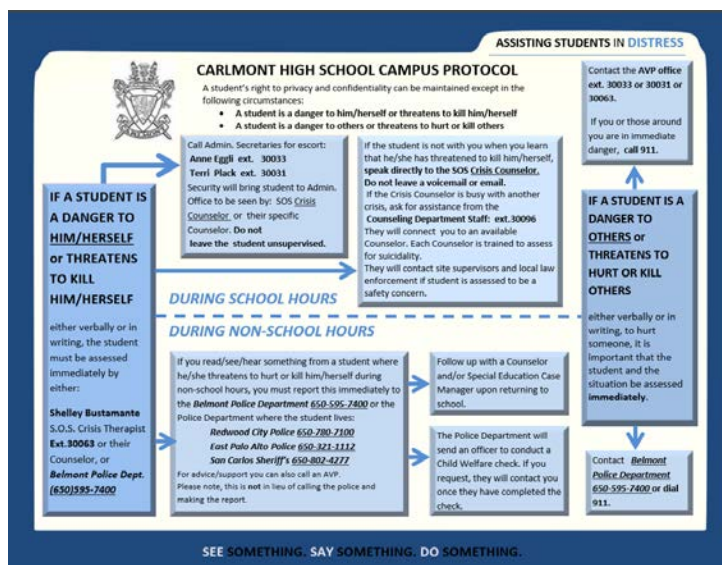 ASSISTING STUDENTS IN DISTRESS
CARLMONT HIGH SCHOOL CAMPUS PROTOCOL
A student's right to privacy and confidentiality can be maintained except in the
following circumstances:
• A student is a danger to him/herself or threatens to kill him/herself
• A student is a danger to others or threatens to hurt or kill others
CARLMONT
IF A STUDENT IS
A DANGER TO
HIM/HERSELF
or THREATENS
TO KILL
HIM/HERSELF
either verbally or in
writing, the student
must be assessed
immediately by
either:
Shelley Bustamante
S.O.S. Crisis Therapist
Ext.30063 or their
Counselor, or
Belmont Police Dept.
(650)595-7400
Call Admin. Secretaries for escort:
Anne Eggli ext. 30033
Terri Plack ext. 30031
Security will bring student to Admin.
Office to be seen by: SOS Crisis
Counselor or their specific
Counselor. Do not
leave the student unsupervised.
If the student is not with you when you learn
that he/she has threatened to kill him/herself,
speak directly to the SOS Crisis Counselor.
Do not leave a voicemail or email.
If the Crisis Counselor is busy with another
crisis, ask for assistance from the
Counseling Department Staff: ext.30096
They will connect you to an available
Counselor. Each Counselor is trained to assess
for suicidality.
They will contact site supervisors and local law
enforcement if student is assessed to be a
safety concern.
DURING SCHOOL HOURS
DURING NON-SCHOOL HOURS
If you read/see/hear something from a student where
he/she threatens to hurt or kill him/herself during
non-school hours, you must report this immediately to
the Belmont Police Department 650-595-7400 or the
Police Department where the student lives:
Redwood City Police 650-780-7100
East Palo Alto Police 650-321-1112
San Carlos Sheriff's 650-802-4277
For advice/support you can also call an AVP.
Please note, this is not in lieu of calling the police and
making the report.
Follow up with a Counselor
and/or Special Education Case
Manager upon returning to
school.
The Police Department will
send an officer to conduct a
Child Welfare check. If you
request, they will contact you
once they have completed the
check.
Contact the AVP office
ext. 30033 or 30031 or
30063.
If you or those around
you are in immediate
danger, call 911.
IF A STUDENT IS A
DANGER TO
OTHERS or
THREATENS TO
HURT OR KILL
OTHERS
either verbally or in
writing, to hurt
someone, it is
important that the
student and the
situation be assessed
immediately.
Contact Belmont
Police Department
650-595-7400 or dial
911.
SEE SOMETHING. SAY SOMETHING. DO SOMETHING.